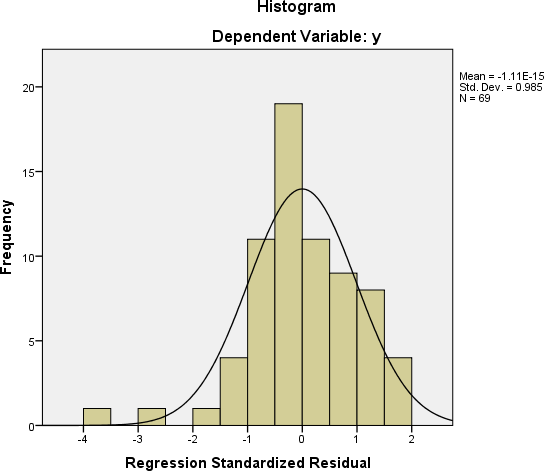 Histogram
Dependent Variable: y
Mean = -1.11E-15
Std. Dev. = 0.985
N = 69
Frequency
20
15
10
5
0
-4 -3 -2 -1 0 1 2
Regression Standardized Residual